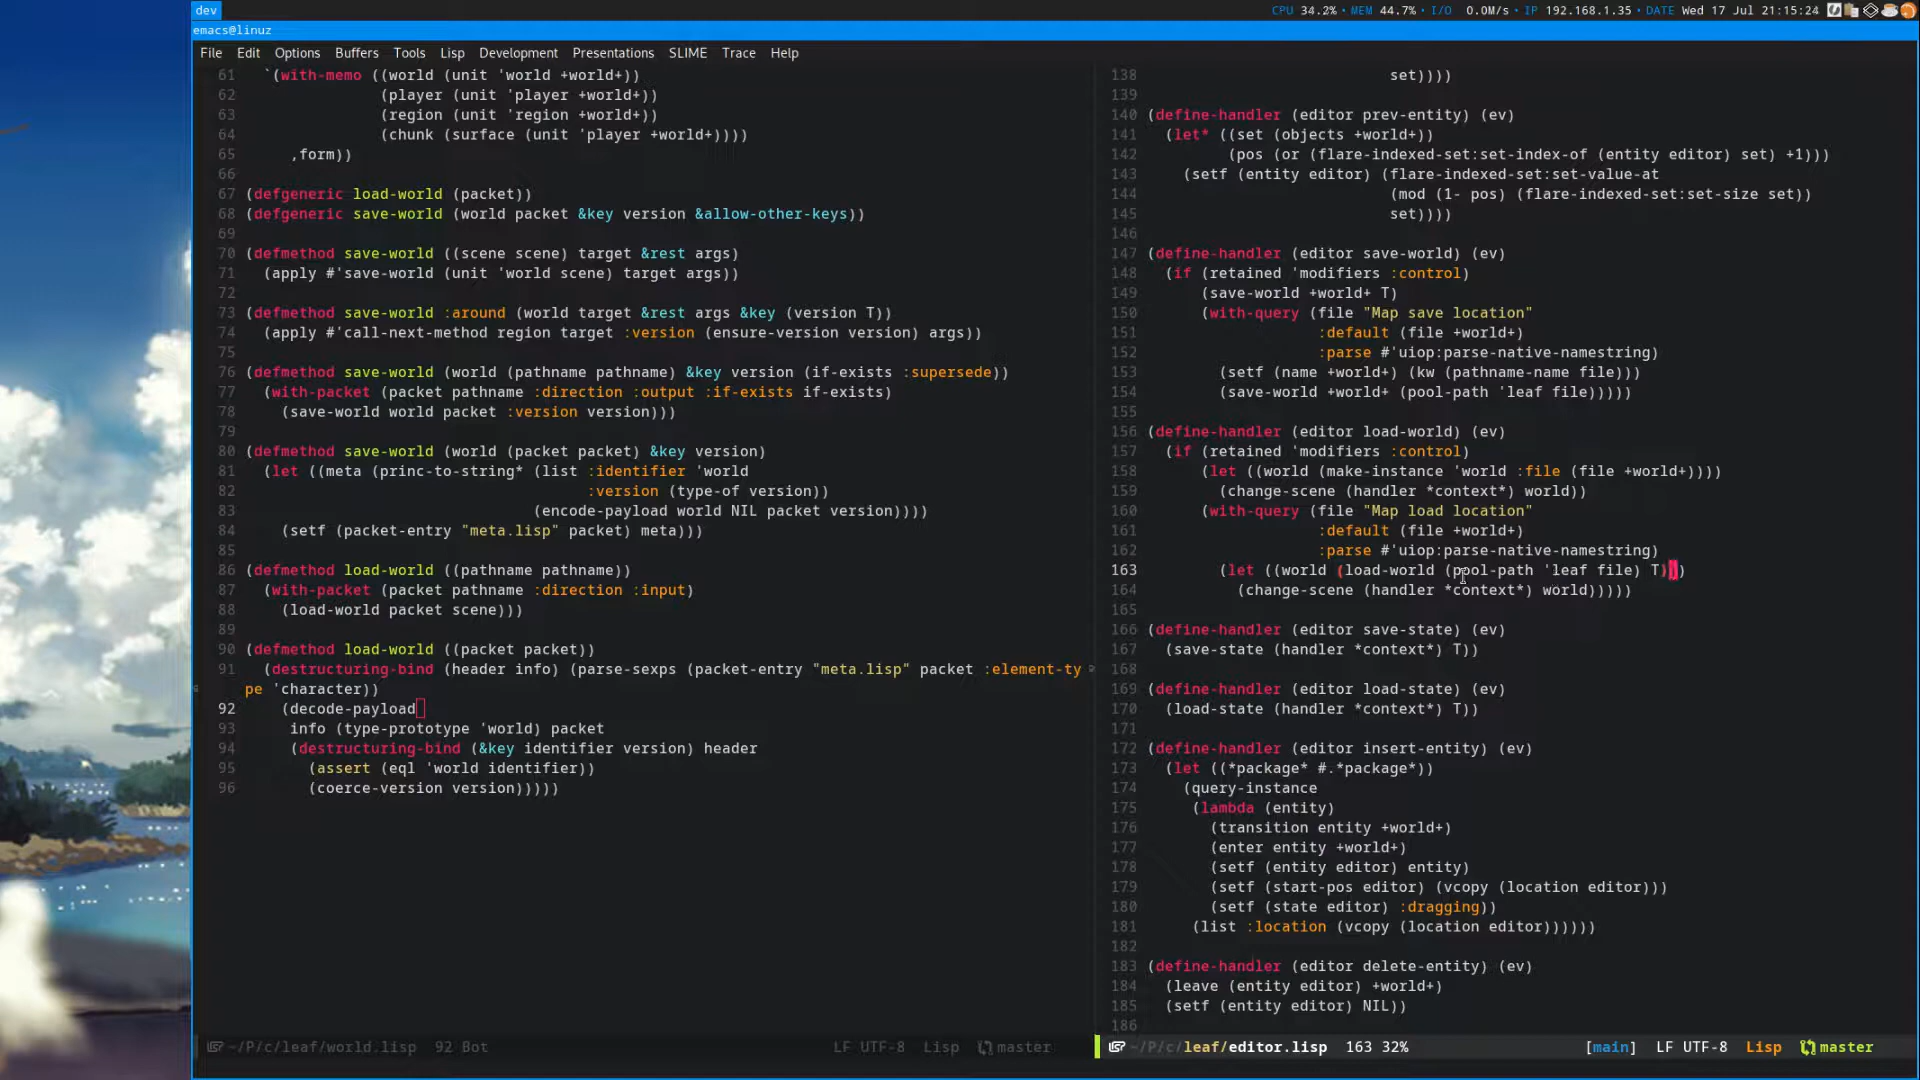 dev
CPU 34.2% • MEM 44.7% • I/O 0.0M/s • IP 192.168.1.35 • DATE Wed 17 Jul 21:15:24
emacs@linuz
File Edit Options Buffers Tools Lisp Development Presentations SLIME Trace Help
61 `(with-memo ((world (unit 'world +world+))
62 (player (unit 'player +world+))
63 (region (unit 'region +world+))
64 (chunk (surface (unit 'player +world+))))
65 ,form))
66
67 (defgeneric load-world (packet))
68 (defgeneric save-world (world packet &key version &allow-other-keys))
69
70 (defmethod save-world ((scene scene) target &rest args)
71 (apply #'save-world (unit 'world scene) target args))
72
73 (defmethod save-world :around (world target &rest args &key (version T))
74 (apply #'call-next-method region target :version (ensure-version version) args))
75
76 (defmethod save-world (world (pathname pathname) &key version (if-exists :supersede))
77 (with-packet (packet pathname :direction :output :if-exists if-exists)
78 (save-world world packet :version version)))
79
80 (defmethod save-world (world (packet packet) &key version)
81 (let ((meta (princ-to-string* (list :identifier 'world
82 :version (type-of version))
83 (encode-payload world NIL packet version))))
84 (setf (packet-entry "meta.lisp" packet) meta)))
85
86 (defmethod load-world ((pathname pathname))
87 (with-packet (packet pathname :direction :input)
88 (load-world packet scene)))
89
90 (defmethod load-world ((packet packet))
91 (destructuring-bind (header info) (parse-sexps (packet-entry "meta.lisp" packet :element-ty
pe 'character))
92 (decode-payload
93 info (type-prototype 'world) packet
94 (destructuring-bind (&key identifier version) header
95 (assert (eql 'world identifier))
96 (coerce-version version)))))
~/P/c/leaf/world.lisp 92 Bot LF UTF-8 Lisp master
138 set))))
139
140 (define-handler (editor prev-entity) (ev)
141 (let* ((set (objects +world+))
142 (pos (or (flare-indexed-set:set-index-of (entity editor) set) +1)))
143 (setf (entity editor) (flare-indexed-set:set-value-at
144 (mod (1- pos) (flare-indexed-set:set-size set))
145 set))))
146
147 (define-handler (editor save-world) (ev)
148 (if (retained 'modifiers :control)
149 (save-world +world+ T)
150 (with-query (file "Map save location"
151 :default (file +world+)
152 :parse #'uiop:parse-native-namestring)
153 (setf (name +world+) (kw (pathname-name file)))
154 (save-world +world+ (pool-path 'leaf file)))))
155
156 (define-handler (editor load-world) (ev)
157 (if (retained 'modifiers :control)
158 (let ((world (make-instance 'world :file (file +world+))))
159 (change-scene (handler *context*) world))
160 (with-query (file "Map load location"
161 :default (file +world+)
162 :parse #'uiop:parse-native-namestring)
163 (let ((world (load-world (pool-path 'leaf file) T)))
164 (change-scene (handler *context*) world)))))
165
166 (define-handler (editor save-state) (ev)
167 (save-state (handler *context*) T))
168
169 (define-handler (editor load-state) (ev)
170 (load-state (handler *context*) T))
171
172 (define-handler (editor insert-entity) (ev)
173 (let ((*package* #.*package*))
174 (query-instance
175 (lambda (entity)
176 (transition entity +world+)
177 (enter entity +world+)
178 (setf (entity editor) entity)
179 (setf (start-pos editor) (vcopy (location editor)))
180 (setf (state editor) :dragging))
181 (list :location (vcopy (location editor))))))
182
183 (define-handler (editor delete-entity) (ev)
184 (leave (entity editor) +world+)
185 (setf (entity editor) NIL))
186
~/P/c/leaf/editor.lisp 163 32% [main] LF UTF-8 Lisp master